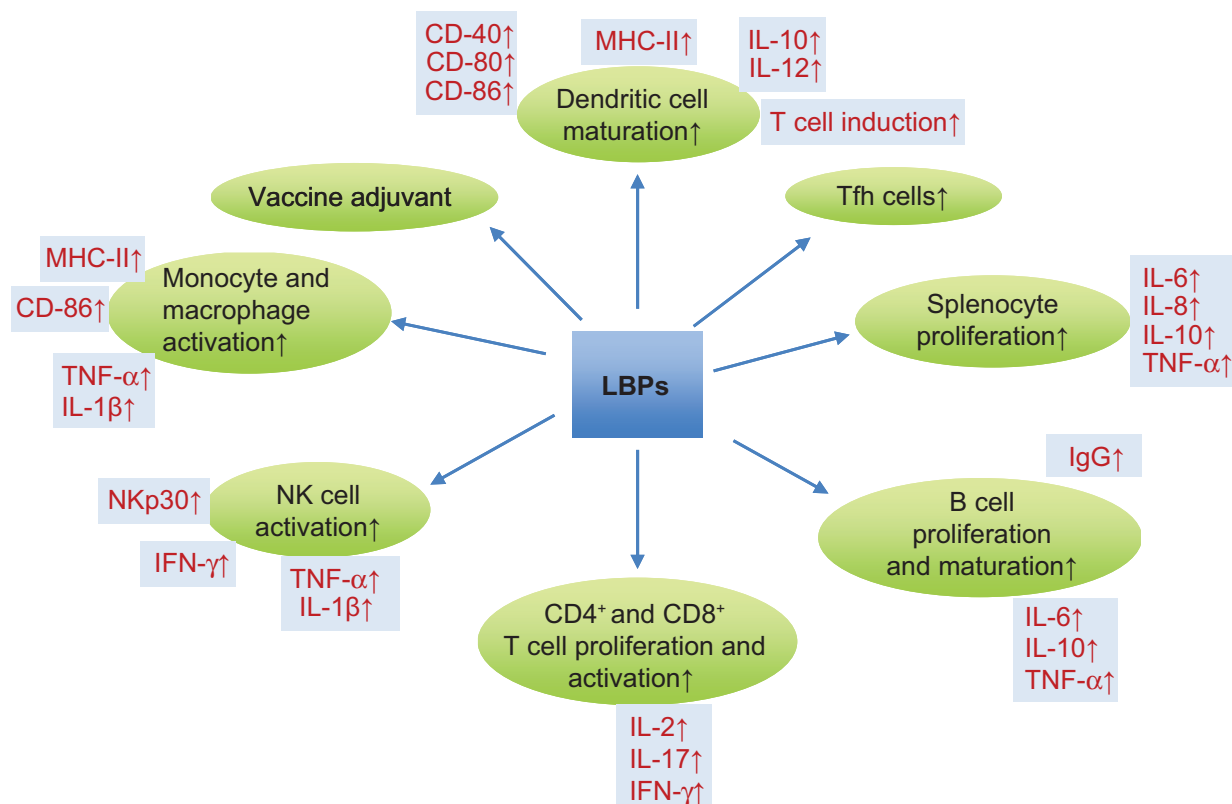 CD-40↑
CD-80↑
CD-86↑
MHC-II↑
IL-10↑
IL-12↑
Dendritic cell
maturation↑
T cell induction↑
Vaccine adjuvant
Tfh cells↑
MHC-II↑
CD-86↑
Monocyte and
macrophage
activation↑
TNF-α↑
IL-1β↑
Splenocyte
proliferation↑
IL-6↑
IL-8↑
IL-10↑
TNF-α↑
LBPs
NKp30↑
NK cell
activation↑
IFN-γ↑
TNF-α↑
IL-1β↑
IgG↑
B cell
proliferation
and maturation↑
IL-6↑
IL-10↑
TNF-α↑
CD4⁺ and CD8⁺
T cell proliferation and
activation↑
IL-2↑
IL-17↑
IFN-γ↑